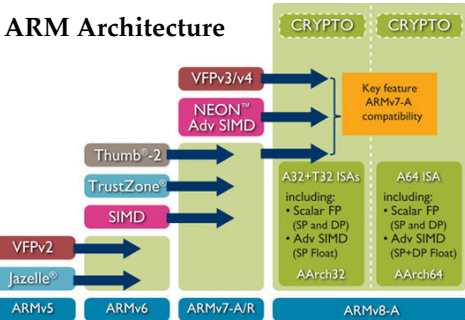 ARM Architecture
CRYPTO
CRYPTO
VFPv3/v4
NEON™
Adv SIMD
Key feature
ARMv7-A
compatibility
Thumb®-2
TrustZone®
SIMD
A32+T32 ISAs
including:
• Scalar FP
(SP and DP)
• Adv SIMD
(SP Float)
AArch32
A64 ISA
including:
• Scalar FP
(SP and DP)
• Adv SIMD
(SP+DP Float)
AArch64
VFPv2
Jazelle®
ARMv5
ARMv6
ARMv7-A/R
ARMv8-A